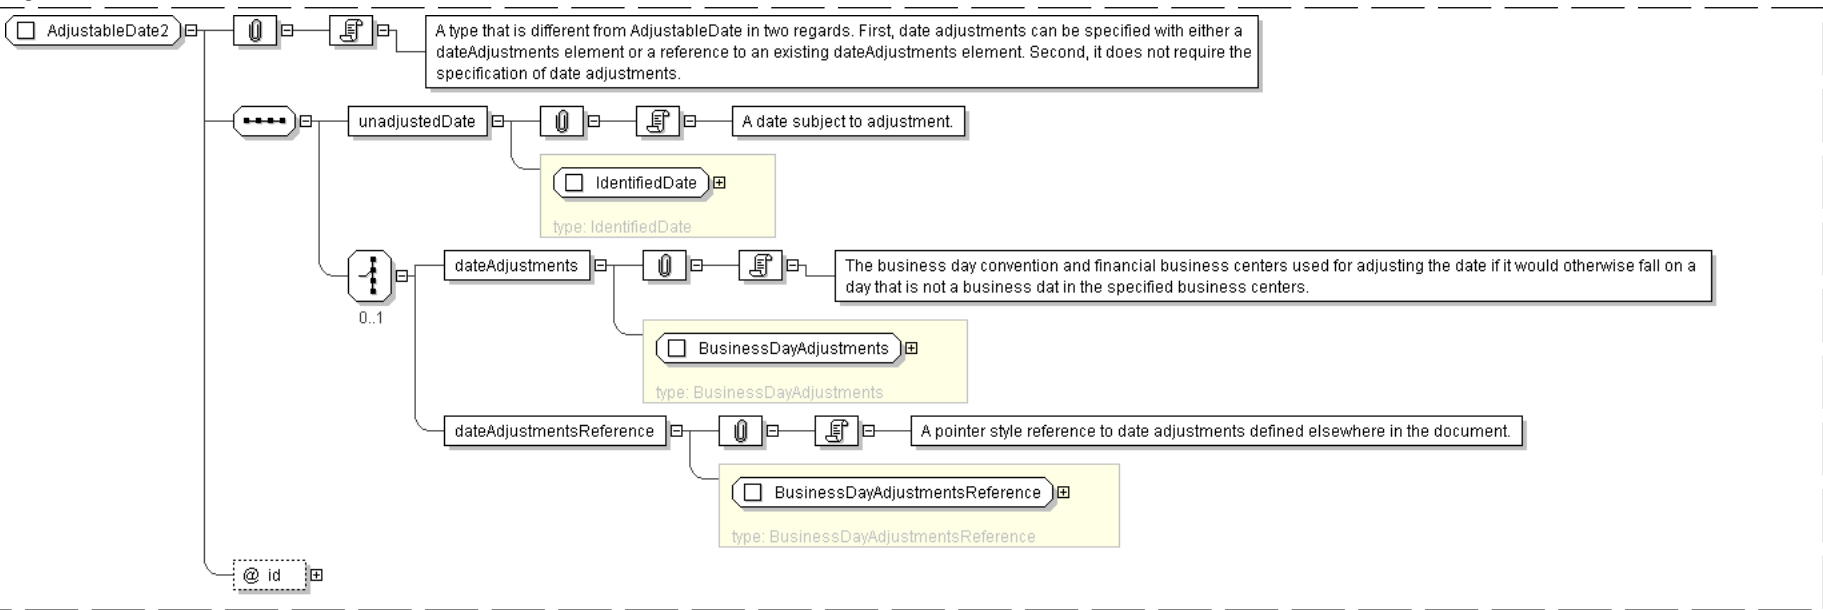 AdjustableDate2
A type that is different from AdjustableDate in two regards. First, date adjustments can be specified with either a
dateAdjustments element or a reference to an existing dateAdjustments element. Second, it does not require the
specification of date adjustments.
unadjustedDate
A date subject to adjustment.
IdentifiedDate
type: IdentifiedDate
0..1
dateAdjustments
The business day convention and financial business centers used for adjusting the date if it would otherwise fall on a
day that is not a business dat in the specified business centers.
BusinessDayAdjustments
type: BusinessDayAdjustments
dateAdjustmentsReference
A pointer style reference to date adjustments defined elsewhere in the document.
BusinessDayAdjustmentsReference
type: BusinessDayAdjustmentsReference
@ id